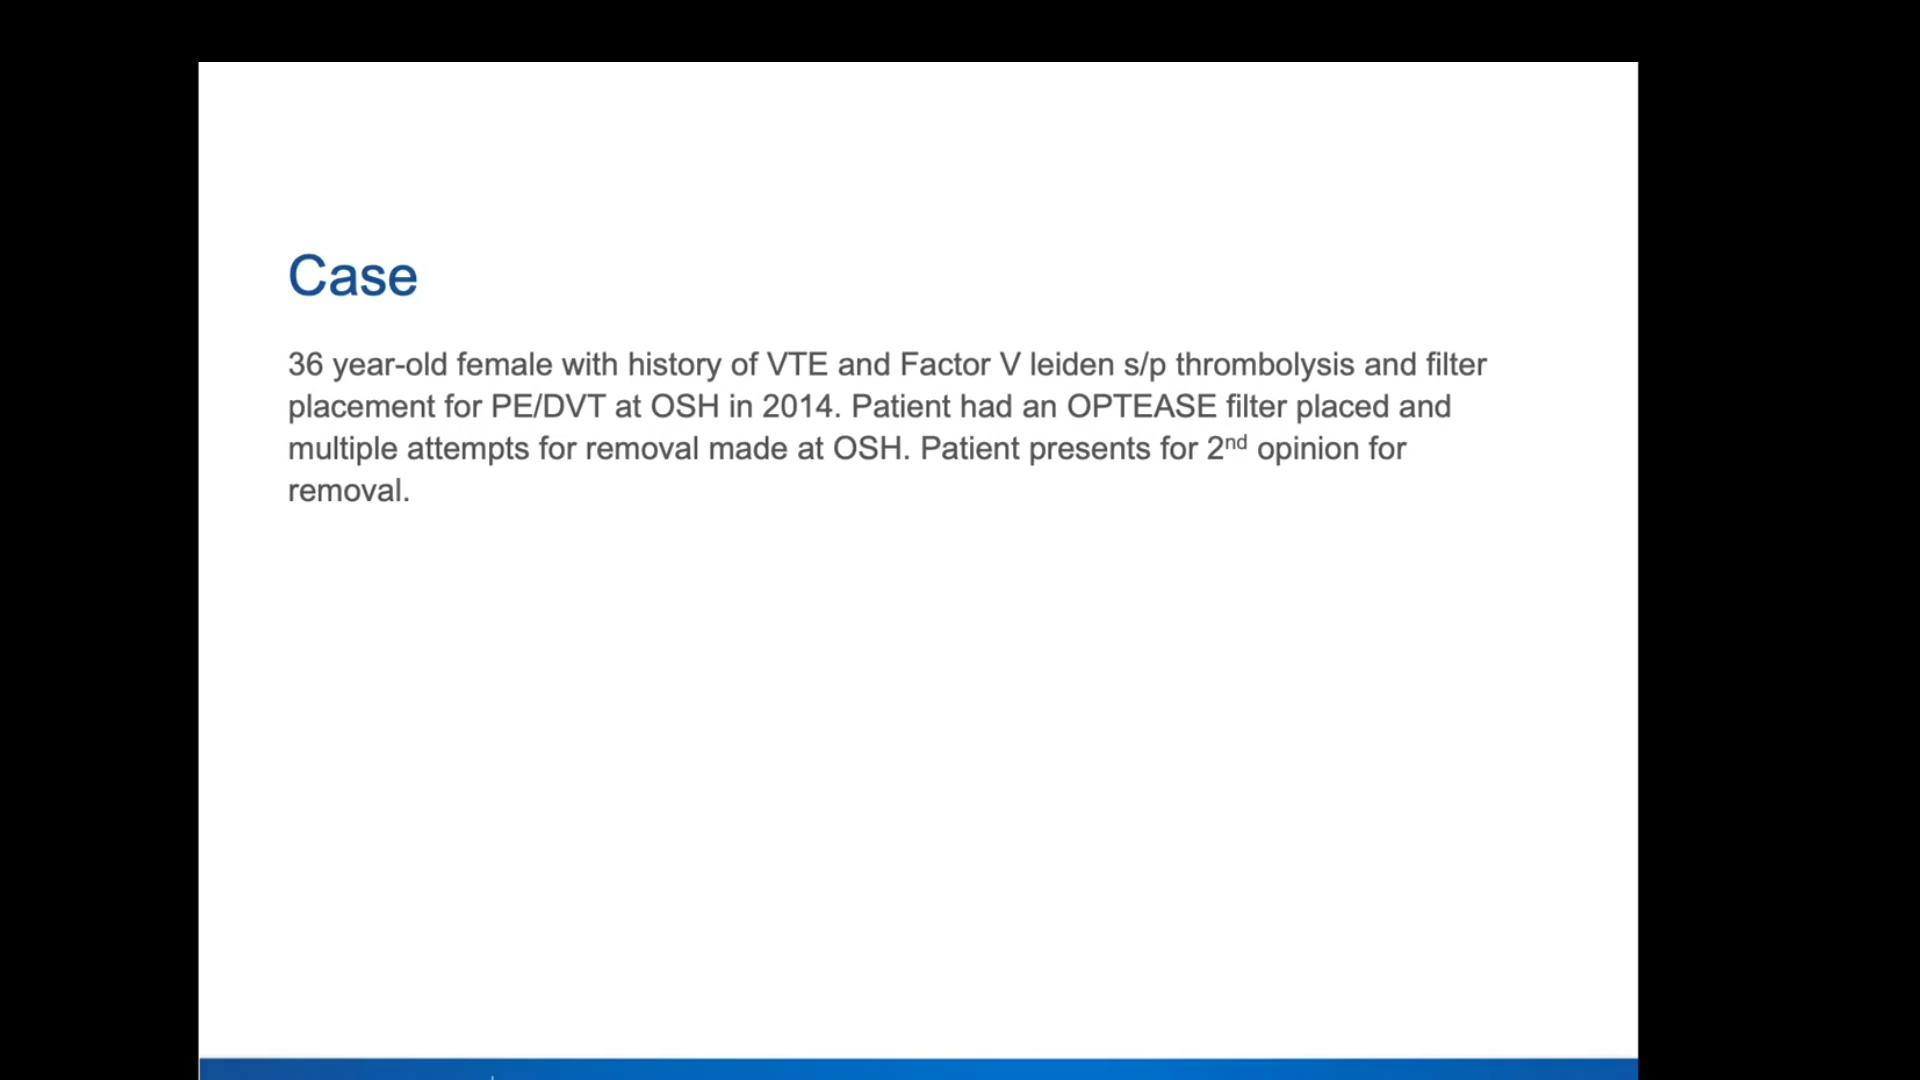 Case
36 year-old female with history of VTE and Factor V leiden s/p thrombolysis and filter
placement for PE/DVT at OSH in 2014. Patient had an OPTEASE filter placed and
multiple attempts for removal made at OSH. Patient presents for 2nd opinion for
removal.